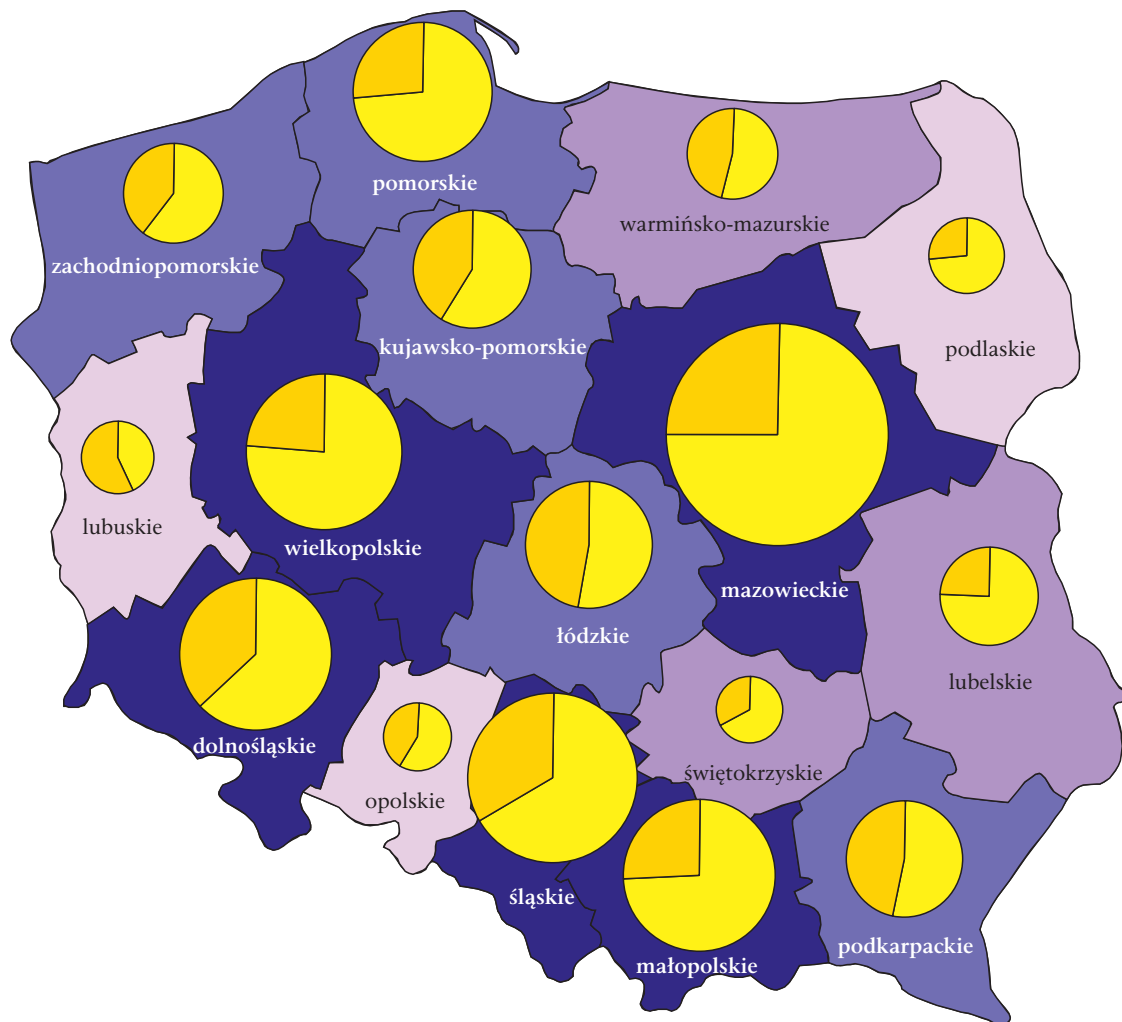 pomorskie
warmińsko-mazurskie
zachodniopomorskie
kujawsko-pomorskie
podlaskie
lubuskie
wielkopolskie
mazowieckie
łódzkie
lubelskie
dolnośląskie
świętokrzyskie
opolskie
śląskie
małopolskie
podkarpackie